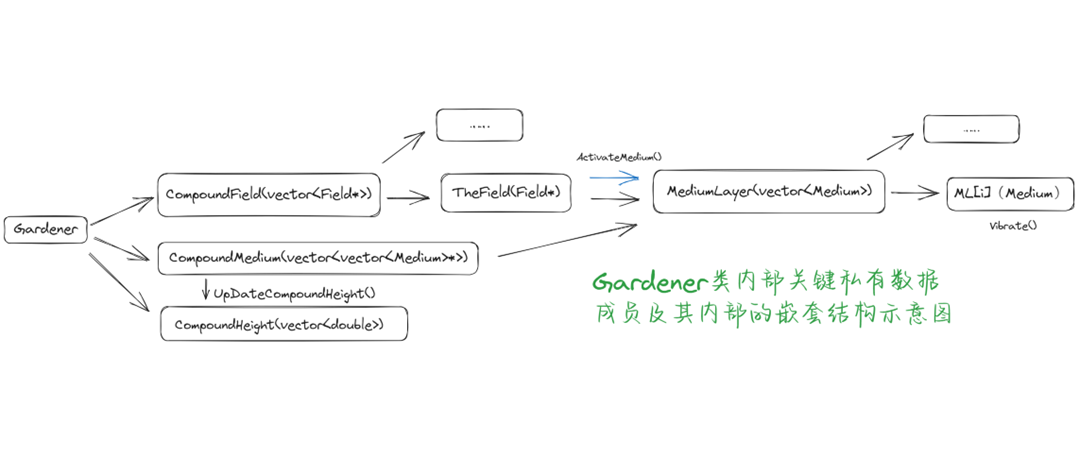 ......
......
ActivateMedium()
CompoundField(vector<Field*>)
TheField(Field*)
MediumLayer(vector<Medium>)
ML[i] (Medium)
Vibrate()
Gardener
CompoundMedium(vector<vector<Medium>*>)
UpDateCompoundHeight()
CompoundHeight(vector<double>)
Gardener类内部关键私有数据
成员及其内部的嵌套结构示意图